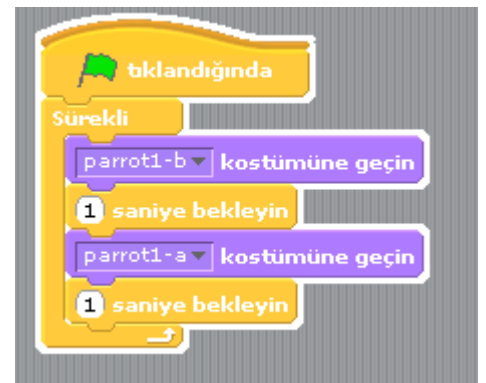 tıklandığında
Sürekli
parrot1-b kostümüne geçin
1 saniye bekleyin
parrot1-a kostümüne geçin
1 saniye bekleyin